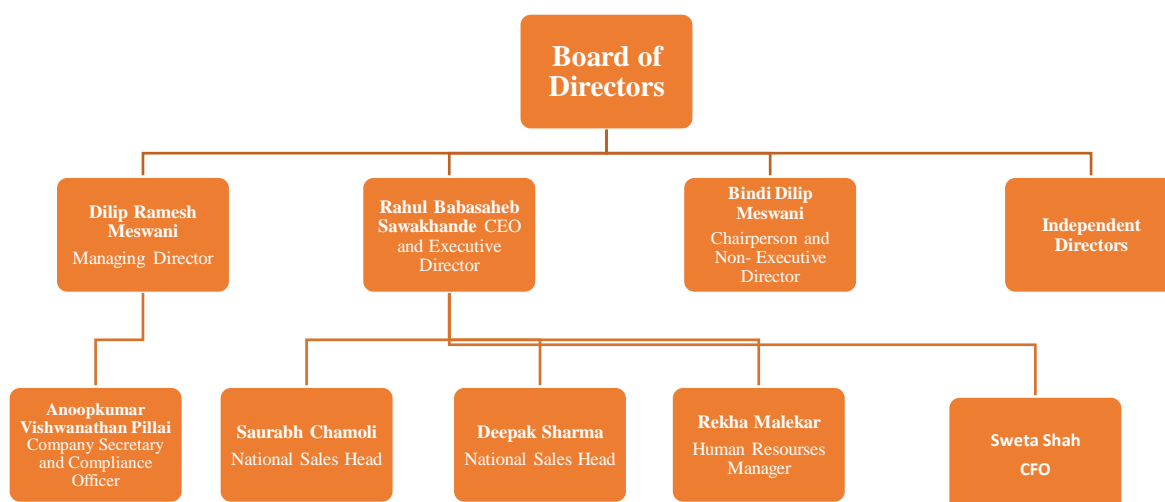 Board of
Directors
Dilip Ramesh
Meswani
Managing Director
Rahul Babasaheb
Sawakhande CEO
and Executive
Director
Bindi Dilip
Meswani
Chairperson and
Non- Executive
Director
Independent
Directors
Anoopkumar
Vishwanathan Pillai
Company Secretary
and Compliance
Officer
Saurabh Chamoli
National Sales Head
Deepak Sharma
National Sales Head
Rekha Malekar
Human Resourses
Manager
Sweta Shah
CFO